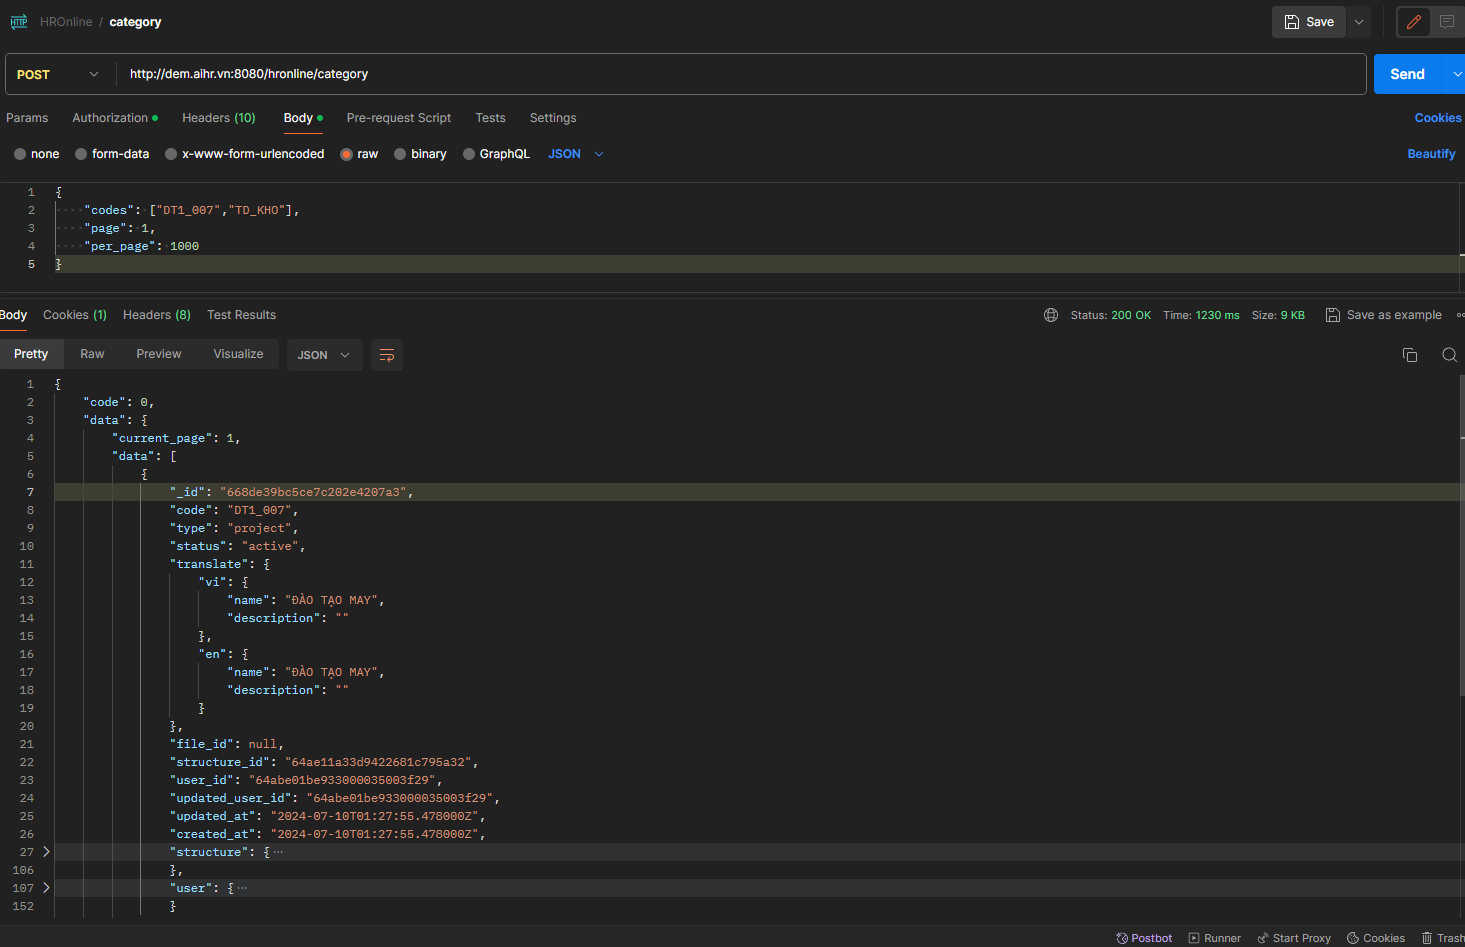 HTTP HROnline / category Save
POST http://dem.aihr.vn:8080/hronline/category Send
Params Authorization Headers (10) Body Pre-request Script Tests Settings Cookies
none form-data x-www-form-urlencoded raw binary GraphQL JSON Beautify
1 {
2 "codes": ["DT1_007","TD_KHO"],
3 "page": 1,
4 "per_page": 1000
5 }
Body Cookies (1) Headers (8) Test Results Status: 200 OK Time: 1230 ms Size: 9 KB Save as example
Pretty Raw Preview Visualize JSON
1 {
2 "code": 0,
3 "data": {
4 "current_page": 1,
5 "data": [
6 {
7 "_id": "668de39bc5ce7c202e4207a3",
8 "code": "DT1_007",
9 "type": "project",
10 "status": "active",
11 "translate": {
12 "vi": {
13 "name": "ĐÀO TẠO MAY",
14 "description": ""
15 },
16 "en": {
17 "name": "ĐÀO TẠO MAY",
18 "description": ""
19 }
20 },
21 "file_id": null,
22 "structure_id": "64ae11a33d9422681c795a32",
23 "user_id": "64abe01be933000035003f29",
24 "updated_user_id": "64abe01be933000035003f29",
25 "updated_at": "2024-07-10T01:27:55.478000Z",
26 "created_at": "2024-07-10T01:27:55.478000Z",
27 "structure": { ···
106 },
107 "user": { ···
152 }
Postbot Runner Start Proxy Cookies Trash